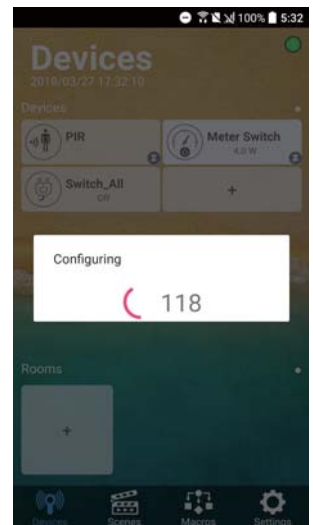 100% 5:32
Devices
2018/03/27 17:32:10
Devices
PIR
Meter Switch
4.0 W
Switch_All
Off
+
Configuring
118
Rooms
+
Devices Scenes Macros Settings